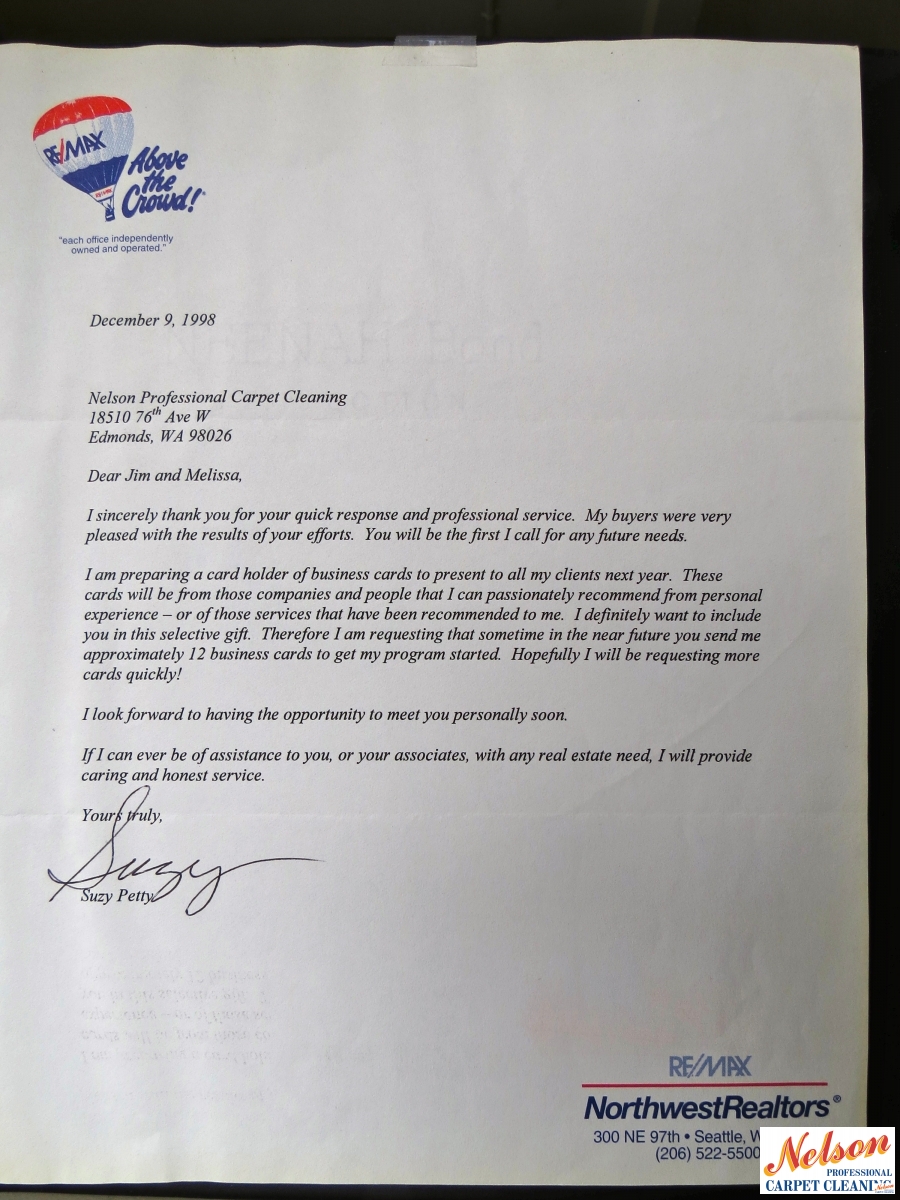 RE/MAX
Above
the
Crowd!
RE/MAX
"each office independently
owned and operated."
December 9, 1998
Nelson Professional Carpet Cleaning
18510 76th Ave W
Edmonds, WA 98026
Dear Jim and Melissa,
I sincerely thank you for your quick response and professional service. My buyers were very
pleased with the results of your efforts. You will be the first I call for any future needs.
I am preparing a card holder of business cards to present to all my clients next year. These
cards will be from those companies and people that I can passionately recommend from personal
experience – or of those services that have been recommended to me. I definitely want to include
you in this selective gift. Therefore I am requesting that sometime in the near future you send me
approximately 12 business cards to get my program started. Hopefully I will be requesting more
cards quickly!
I look forward to having the opportunity to meet you personally soon.
If I can ever be of assistance to you, or your associates, with any real estate need, I will provide
caring and honest service.
Yours truly,
Suzy
Suzy Petty
RE/MAX
NorthwestRealtors®
300 NE 97th • Seattle, W
(206) 522-5500
Nelson
PROFESSIONAL
CARPET CLEANING